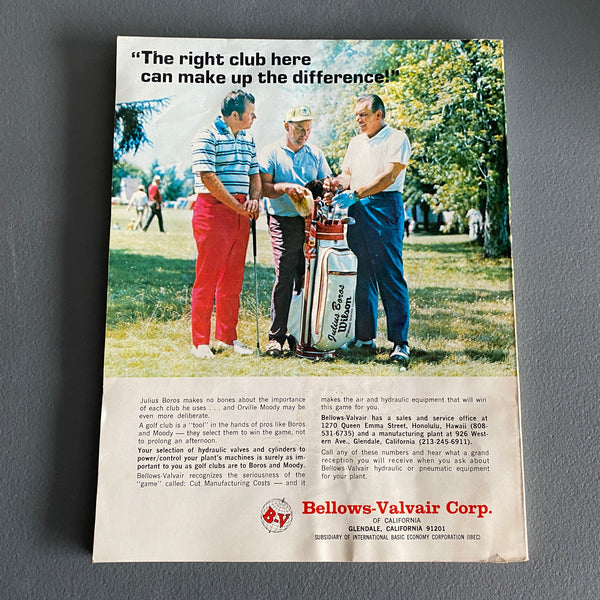 “The right club here
can make up the difference!”
Julius Boros
Wilson
Julius Boros makes no bones about the importance
of each club he uses . . . and Orville Moody may be
even more deliberate.
A golf club is a "tool" in the hands of pros like Boros
and Moody — they select them to win the game, not
to prolong an afternoon.
Your selection of hydraulic valves and cylinders to
power/control your plant's machines is surely as im-
portant to you as golf clubs are to Boros and Moody.
Bellows-Valvair recognizes the seriousness of the
"game" called: Cut Manufacturing Costs — and it
makes the air and hydraulic equipment that will win
this game for you.
Bellows-Valvair has a sales and service office at
1270 Queen Emma Street, Honolulu, Hawaii (808-
531-6735) and a manufacturing plant at 926 West-
ern Ave., Glendale, California (213-245-6911).
Call any of these numbers and hear what a grand
reception you will receive when you ask about
Bellows-Valvair hydraulic or pneumatic equipment
for your plant.
B-V
Bellows-Valvair Corp.
OF CALIFORNIA
GLENDALE, CALIFORNIA 91201
SUBSIDIARY OF INTERNATIONAL BASIC ECONOMY CORPORATION (IBEC)